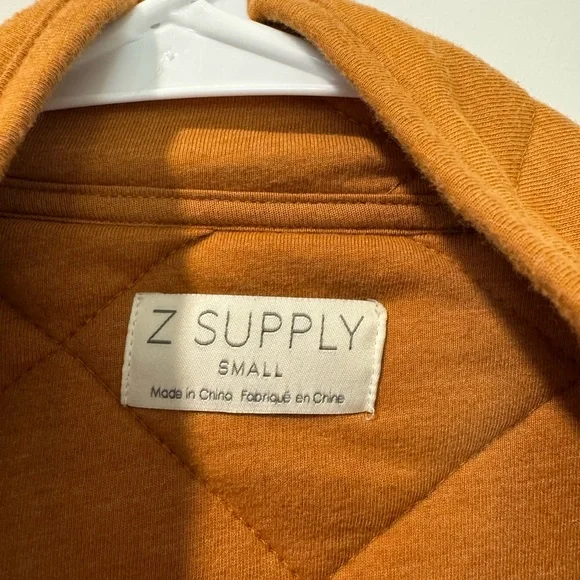 Z SUPPLY
SMALL
Made in China Fabriqué en Chine